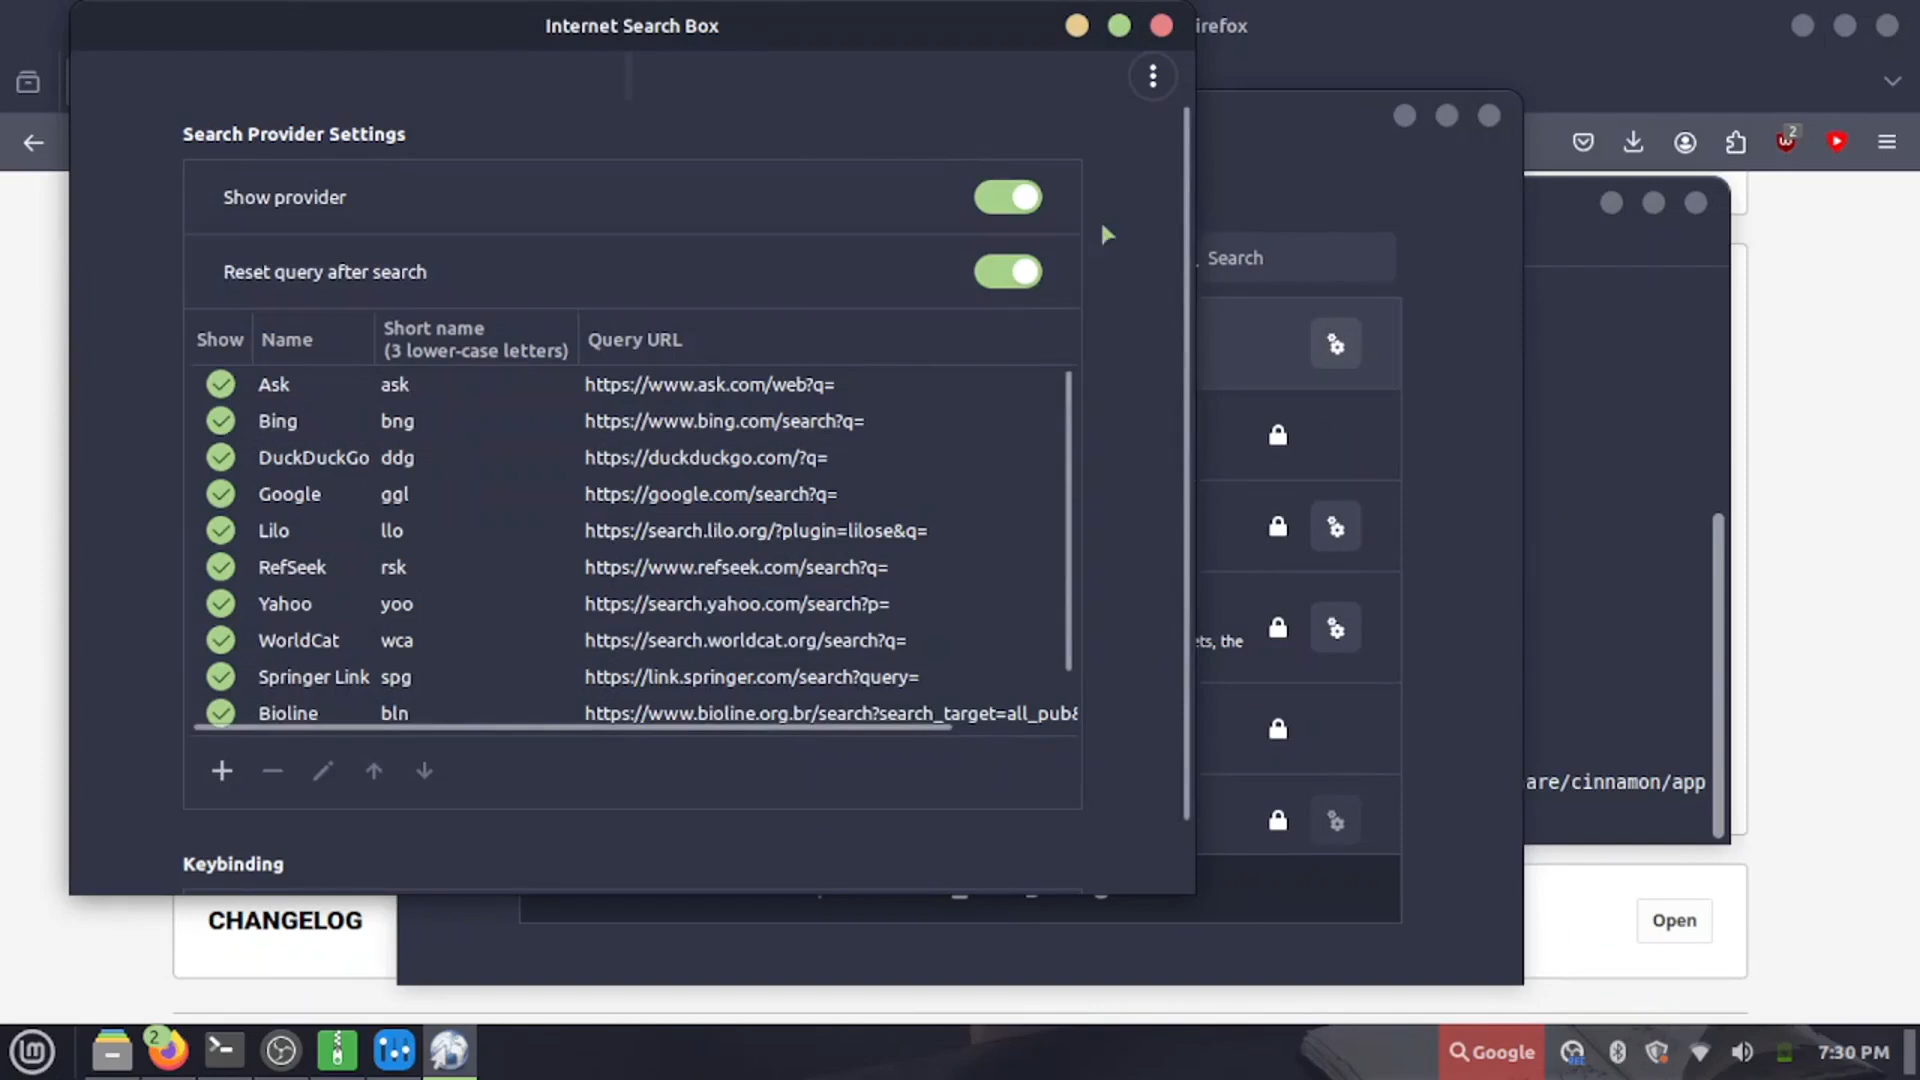 Internet Search Box
irefox
Search Provider Settings
Show provider
Reset query after search
Show
Name
Short name
(3 lower-case letters)
Query URL
Ask ask https://www.ask.com/web?q=
Bing bng https://www.bing.com/search?q=
DuckDuckGo ddg https://duckduckgo.com/?q=
Google ggl https://google.com/search?q=
Lilo llo https://search.lilo.org/?plugin=lilose&q=
RefSeek rsk https://www.refseek.com/search?q=
Yahoo yoo https://search.yahoo.com/search?p=
WorldCat wca https://search.worldcat.org/search?q=
Springer Link spg https://link.springer.com/search?query=
Bioline bln https://www.bioline.org.br/search?search_target=all_pub&
Keybinding
2
Search
ts, the
are/cinnamon/app
CHANGELOG
Open
2
Google
7:30 PM